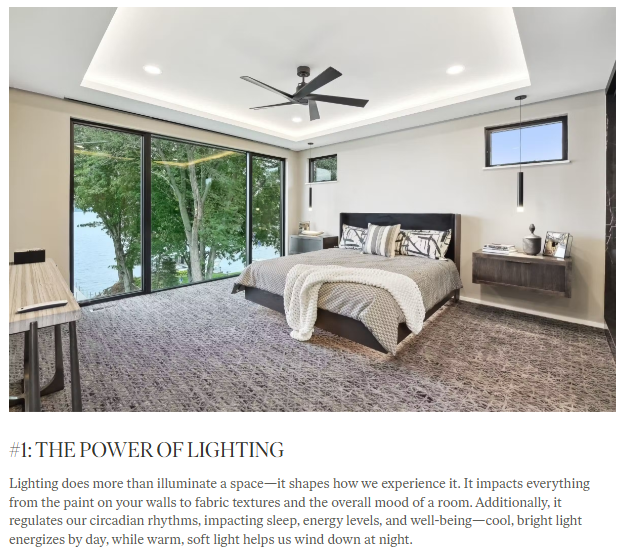 #1: THE POWER OF LIGHTING
Lighting does more than illuminate a space—it shapes how we experience it. It impacts everything
from the paint on your walls to fabric textures and the overall mood of a room. Additionally, it
regulates our circadian rhythms, impacting sleep, energy levels, and well-being—cool, bright light
energizes by day, while warm, soft light helps us wind down at night.